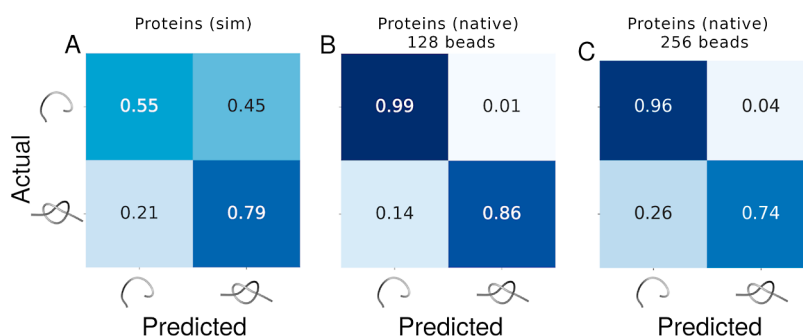 A
Proteins (sim)
B
Proteins (native)
128 beads
C
Proteins (native)
256 beads
Actual
0.55
0.45
0.21
0.79
0.99
0.01
0.14
0.86
0.96
0.04
0.26
0.74
Predicted
Predicted
Predicted